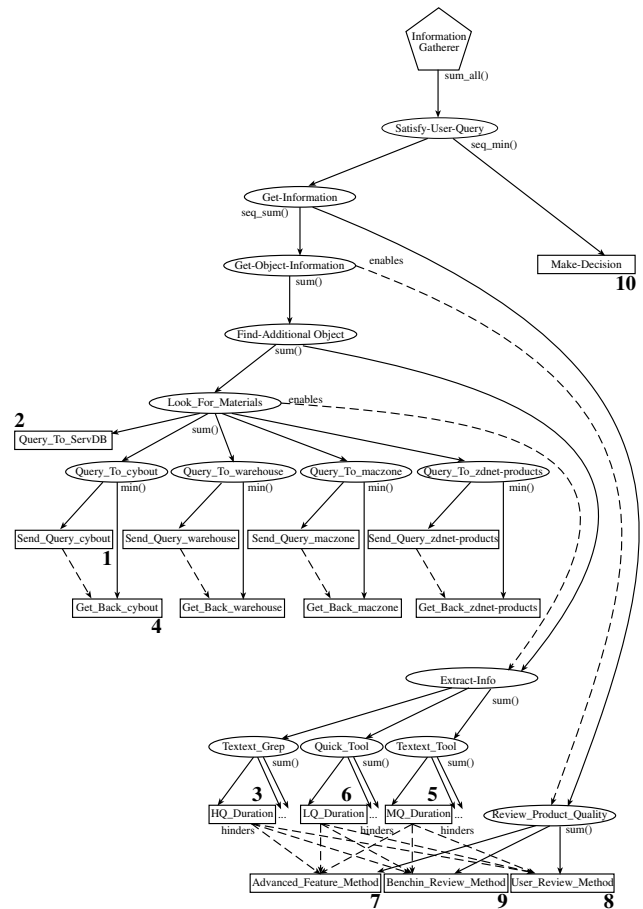 Information
Gatherer
sum_all()
Satisfy-User-Query
seq_min()
Get-Information
seq_sum()
Get-Object-Information
enables
Make-Decision
sum()
10
Find-Additional Object
sum()
Look_For_Materials
enables
2
sum()
Query_To_ServDB
Query_To_cybout
Query_To_warehouse
Query_To_maczone
Query_To_zdnet-products
min()
min()
min()
min()
Send_Query_cybout
Send_Query_warehouse
Send_Query_maczone
Send_Query_zdnet-products
1
Get_Back_cybout
Get_Back_warehouse
Get_Back_maczone
Get_Back_zdnet-products
4
Extract-Info
sum()
Textext_Grep
Quick_Tool
Textext_Tool
sum()
sum()
sum()
3
6
5
HQ_Duration
...
LQ_Duration
...
MQ_Duration
...
Review_Product_Quality
hinders
hinders
hinders
sum()
Advanced_Feature_Method
Benchin_Review_Method
User_Review_Method
7
9
8